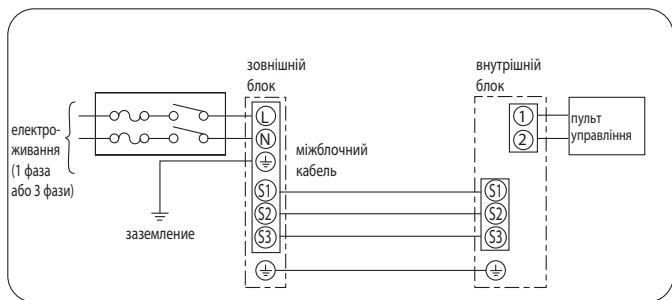 зовнішній
блок
внутрішній
блок
електро-
живання
(1 фаза
або 3 фази)
L
N
міжблочний
кабель
заземление
S1
S2
S3
1
2
пульт
управління
S1
S2
S3